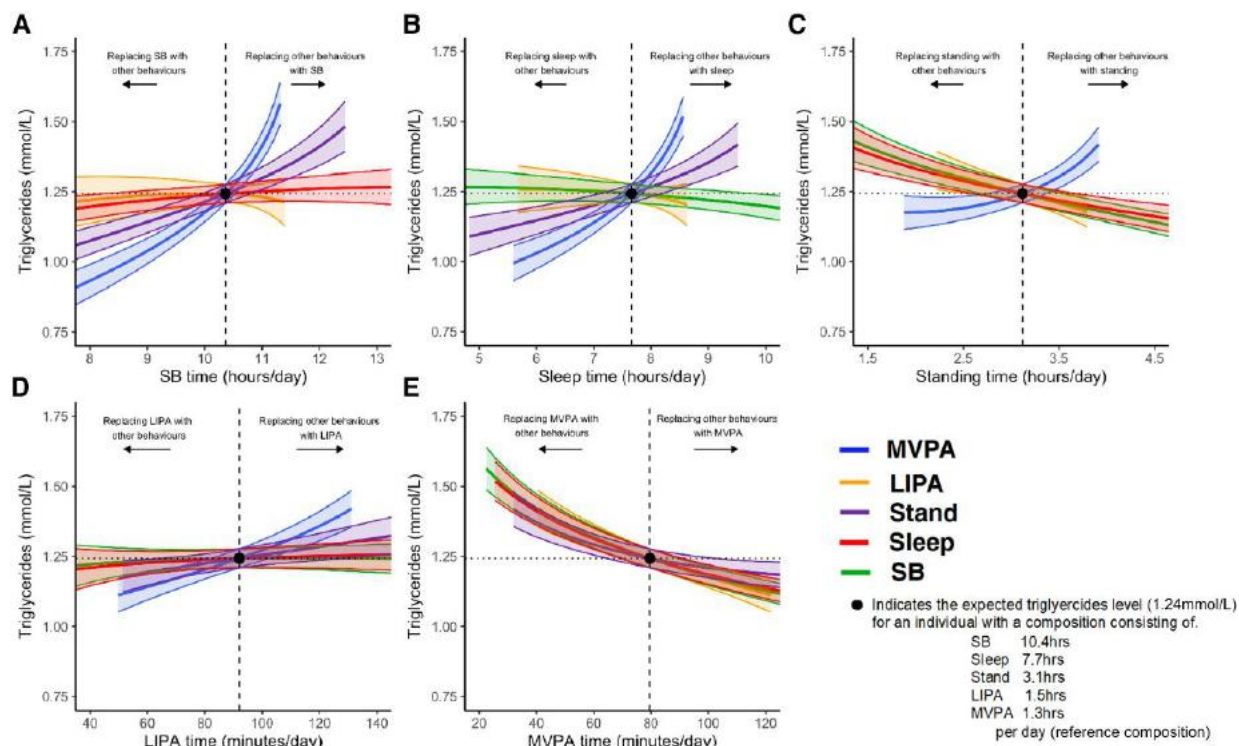 A
B
C
1.75
1.50
1.25
1.00
0.75
Triglycerides (mmol/L)
Replacing SB with
other behaviours
Replacing other behaviours
with SB
8 9 10 11 12 13
SB time (hours/day)
1.75
1.50
1.25
1.00
0.75
Triglycerides (mmol/L)
Replacing sleep with
other behaviours
Replacing other behaviours
with sleep
5 6 7 8 9 10
Sleep time (hours/day)
1.75
1.50
1.25
1.00
0.75
Triglycerides (mmol/L)
Replacing standing with
other behaviours
Replacing other behaviours
with standing
1.5 2.5 3.5 4.5
Standing time (hours/day)
D
E
1.75
1.50
1.25
1.00
0.75
Triglycerides (mmol/L)
Replacing LIPA with
other behaviours
Replacing other behaviours
with LIPA
40 60 80 100 120 140
LIPA time (minutes/day)
1.75
1.50
1.25
1.00
0.75
Triglycerides (mmol/L)
Replacing MVPA with
other behaviours
Replacing other behaviours
with MVPA
20 40 60 80 100 120
MVPA time (minutes/day)
MVPA
LIPA
Stand
Sleep
SB
Indicates the expected triglyercides level (1.24mmol/L)
for an individual with a composition consisting of.
SB 10.4hrs
Sleep 7.7hrs
Stand 3.1hrs
LIPA 1.5hrs
MVPA 1.3hrs
per day (reference composition)